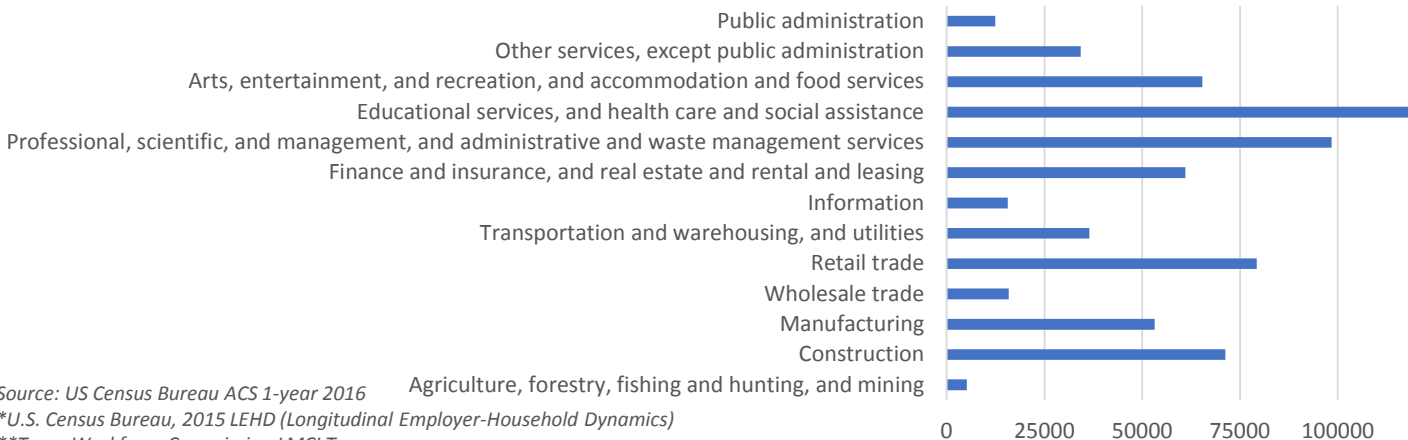 Public administration
Other services, except public administration
Arts, entertainment, and recreation, and accommodation and food services
Educational services, and health care and social assistance
Professional, scientific, and management, and administrative and waste management services
Finance and insurance, and real estate and rental and leasing
Information
Transportation and warehousing, and utilities
Retail trade
Wholesale trade
Manufacturing
Construction
Agriculture, forestry, fishing and hunting, and mining
0 25000 50000 75000 100000
Source: US Census Bureau ACS 1-year 2016
*U.S. Census Bureau, 2015 LEHD (Longitudinal Employer-Household Dynamics)